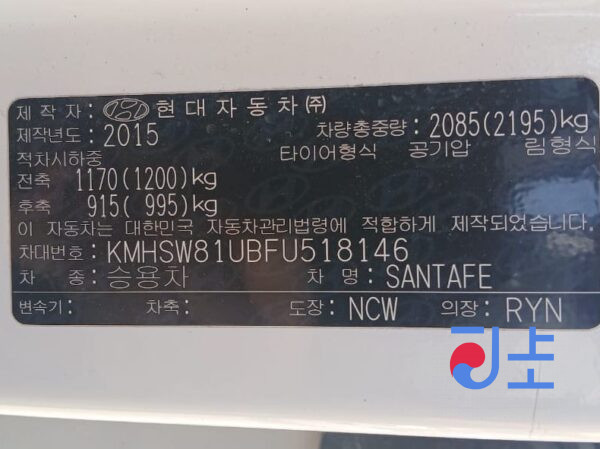 제 작 자 : HYUNDAI 현대자동차㈜
제작년도 : 2015 차량총중량 : 2085(2195)kg
적차시하중 타이어형식 공기압 림형식
전축 1170(1200)kg
후축 915( 995)kg
이 자동차는 대한민국 자동차관리법령에 적합하게 제작되었습니다.
차대번호 : KMHSW81UBFU518146
차 종 : 승용차 차 명 : SANTAFE
변속기 : 차축 : 도장 : NCW 의장 : RYN